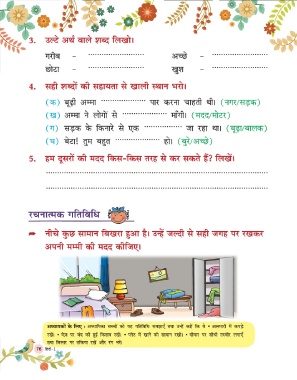 3. उल्टे अर्थ वाले शब्द लिखो।
गरीब – अच्छे –
छोटा – खुश –
4. सही शब्दों की सहायता से खाली स्थान भरो।
(क) बूढ़ी अम्मा पार करना चाहती थी। (नगर/सड़क)
(ख) अम्मा ने लोगों से माँगी। (मदद/मोटर)
(ग) सड़क के किनारे से एक जा रहा था। (बूढ़ा/बालक)
(घ) बेटा! तुम बहुत हो। (बुरे/अच्छे)
5. हम दूसरों की मदद किस-किस तरह से कर सकते हैं? लिखें।
रचनात्मक गतिविधि
नीचे कुछ सामान बिखरा हुआ है। उन्हें जल्दी से सही जगह पर रखकर
अपनी मम्मी की मदद कीजिए।
अध्यापकों के लिए :